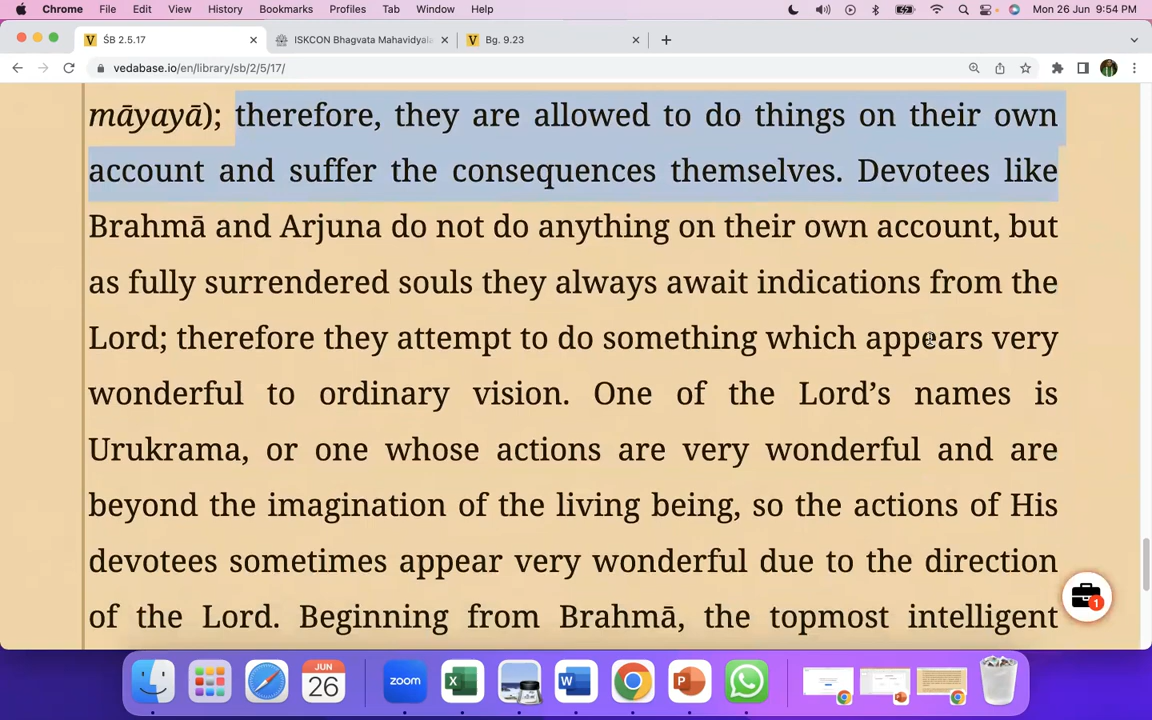 Chrome File Edit View History Bookmarks Profiles Tab Window Help Mon 26 Jun 9:54 PM
ŚB 2.5.17 ISKCON Bhagvata Mahavidyala Bg. 9.23
vedabase.io/en/library/sb/2/5/17/
māyayā); therefore, they are allowed to do things on their own
account and suffer the consequences themselves. Devotees like
Brahmā and Arjuna do not do anything on their own account, but
as fully surrendered souls they always await indications from the
Lord; therefore they attempt to do something which appears very
wonderful to ordinary vision. One of the Lord’s names is
Urukrama, or one whose actions are very wonderful and are
beyond the imagination of the living being, so the actions of His
devotees sometimes appear very wonderful due to the direction
of the Lord. Beginning from Brahmā, the topmost intelligent
1
JUN
26
zoom